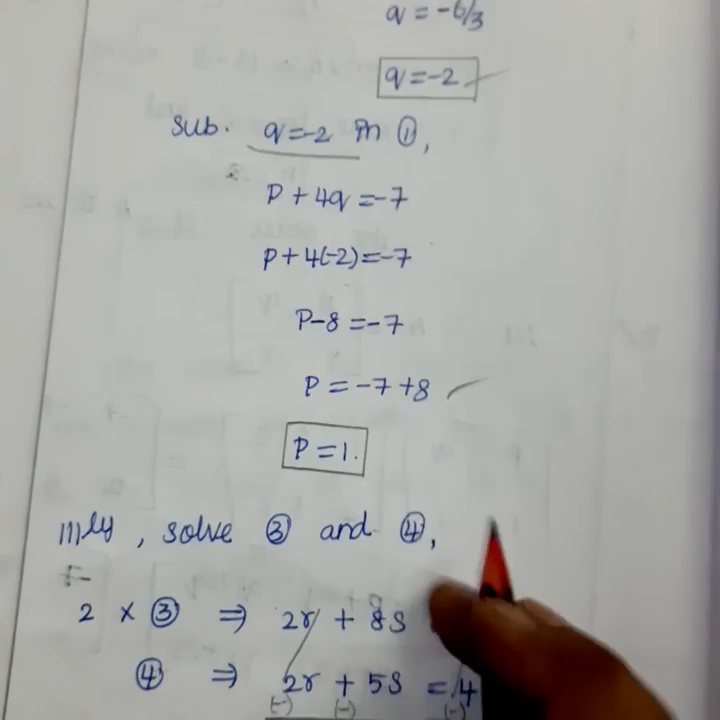 q = -6/3
q = -2
Sub. q = -2 in ①,
P + 4q = -7
P + 4(-2) = -7
P - 8 = -7
P = -7 + 8
P = 1.
IIIly, solve ③ and ④,
2 × ③ ⇒ 2r + 8s
④ ⇒ 2r + 5s = 4
(-) (-) (-)